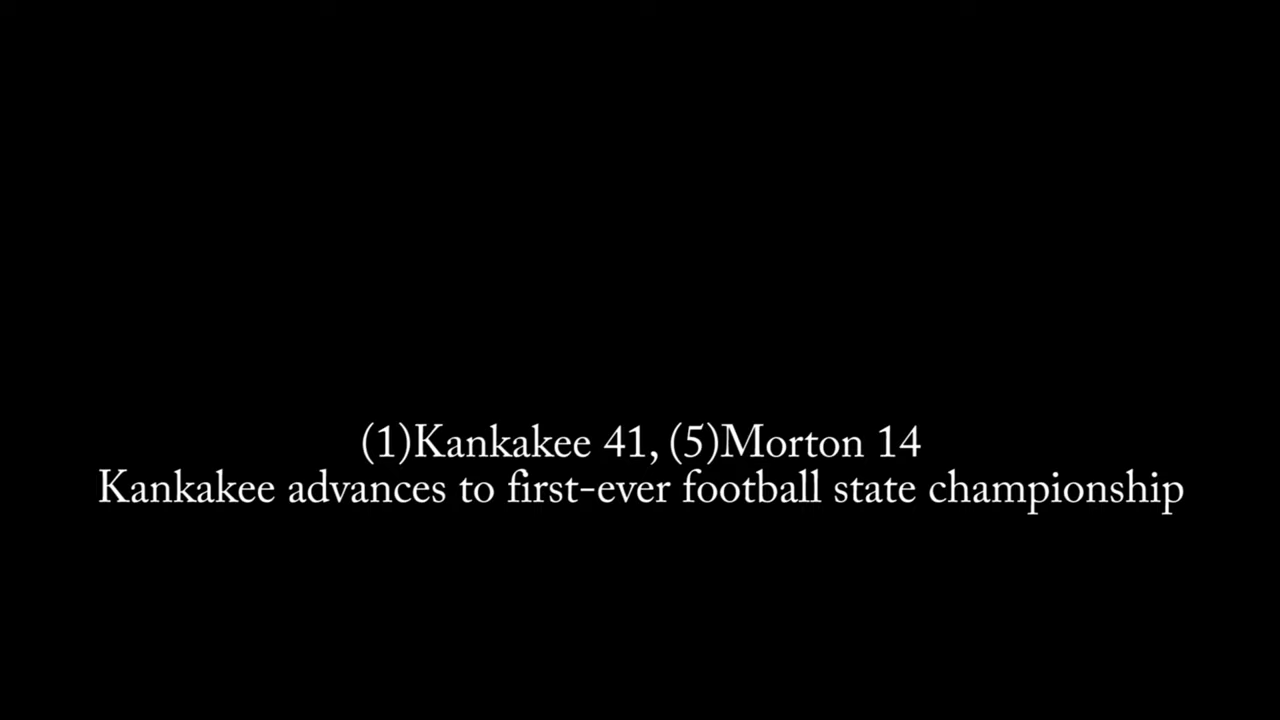 (1)Kankakee 41, (5)Morton 14
Kankakee advances to first-ever football state championship